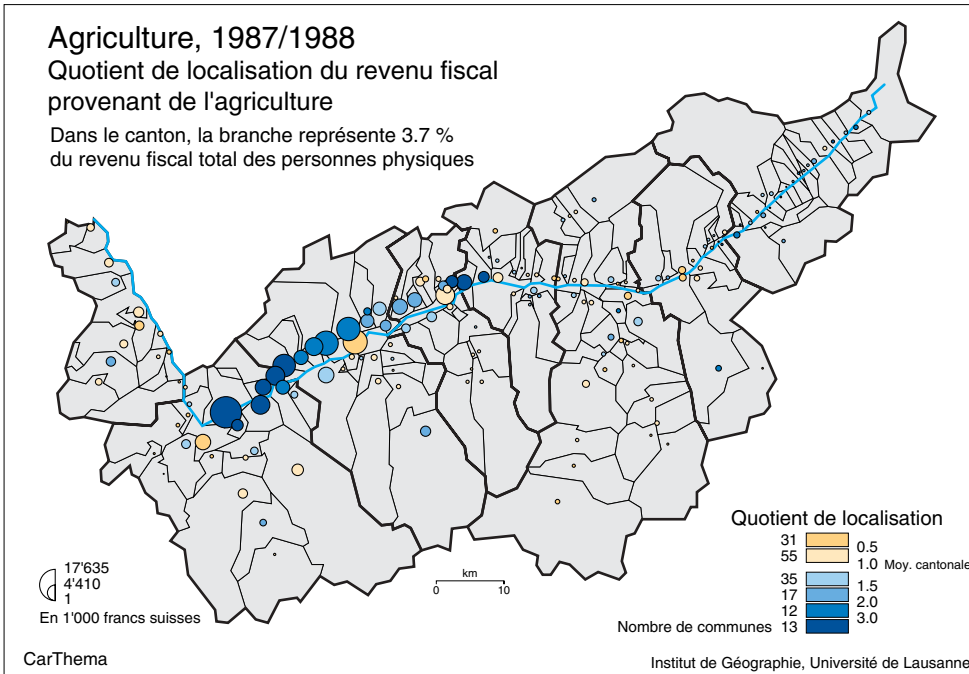 Agriculture, 1987/1988
Quotient de localisation du revenu fiscal
provenant de l'agriculture
Dans le canton, la branche représente 3.7 %
du revenu fiscal total des personnes physiques
17'635
4'410
1
En 1'000 francs suisses
km
0 10
Quotient de localisation
31
0.5
55
1.0 Moy. cantonale
35
1.5
17
2.0
12
3.0
Nombre de communes 13
CarThema
Institut de Géographie, Université de Lausanne